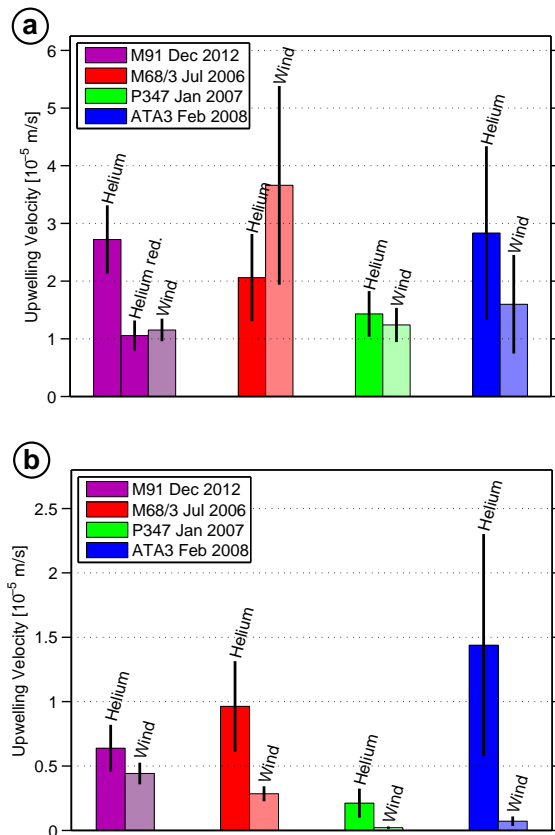 a
6
5
4
3
2
1
0
Upwelling Velocity [10⁻⁵ m/s]
M91 Dec 2012
M68/3 Jul 2006
P347 Jan 2007
ATA3 Feb 2008
Helium
Helium red.
Wind
Helium
Wind
Helium
Wind
Helium
Wind
b
2.5
2
1.5
1
0.5
0
Upwelling Velocity [10⁻⁵ m/s]
M91 Dec 2012
M68/3 Jul 2006
P347 Jan 2007
ATA3 Feb 2008
Helium
Wind
Helium
Wind
Helium
Wind
Helium
Wind